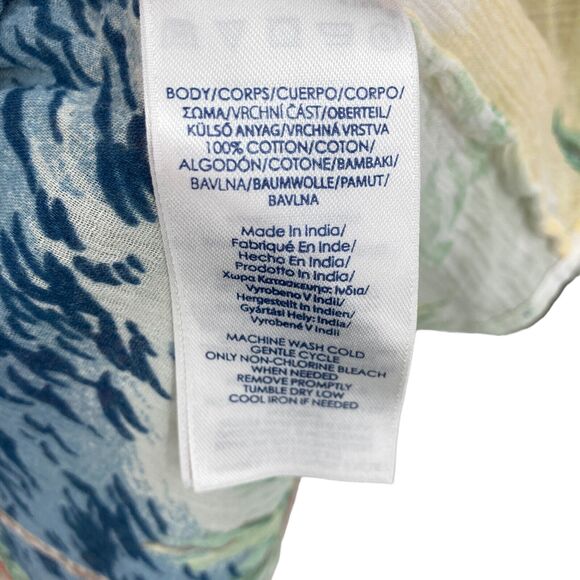 BODY/CORPS/CUERPO/CORPO/
ΣΩΜΑ/VRCHNÍ ČÁST/OBERTEIL/
KÜLSŐ ANYAG/VRCHNÁ VRSTVA
100% COTTON/COTON/
ALGODÓN/COTONE/BAMBAKI/
BAVLNA/BAUMWOLLE/PAMUT/
BAVLNA
Made In India/
Fabriqué En Inde/
Hecho En India/
Prodotto In India/
Χωρα Κατασκευησ: Ινδια/
Vyrobeno V Indii/
Hergestellt In Indien/
Gyártási Hely: India/
Vyrobené V Indii
MACHINE WASH COLD
GENTLE CYCLE
ONLY NON-CHLORINE BLEACH
WHEN NEEDED
REMOVE PROMPTLY
TUMBLE DRY LOW
COOL IRON IF NEEDED